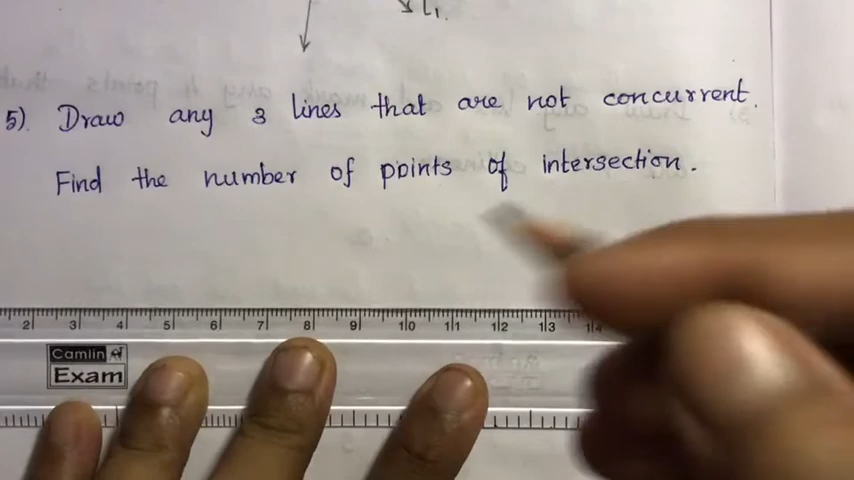 L1.
5). Draw any 3 lines that are not concurrent.
Find the number of points of intersection.
2 3 4 5 6 7 8 9 10 11 12 13 14
Camlin
Exam